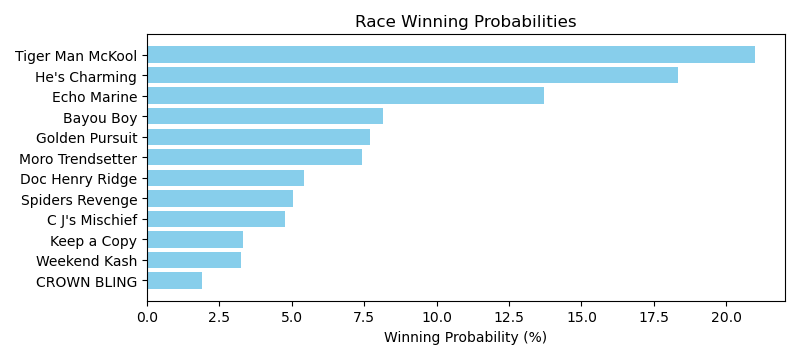 Race Winning Probabilities
Tiger Man McKool
He's Charming
Echo Marine
Bayou Boy
Golden Pursuit
Moro Trendsetter
Doc Henry Ridge
Spiders Revenge
C J's Mischief
Keep a Copy
Weekend Kash
CROWN BLING
0.0 2.5 5.0 7.5 10.0 12.5 15.0 17.5 20.0
Winning Probability (%)